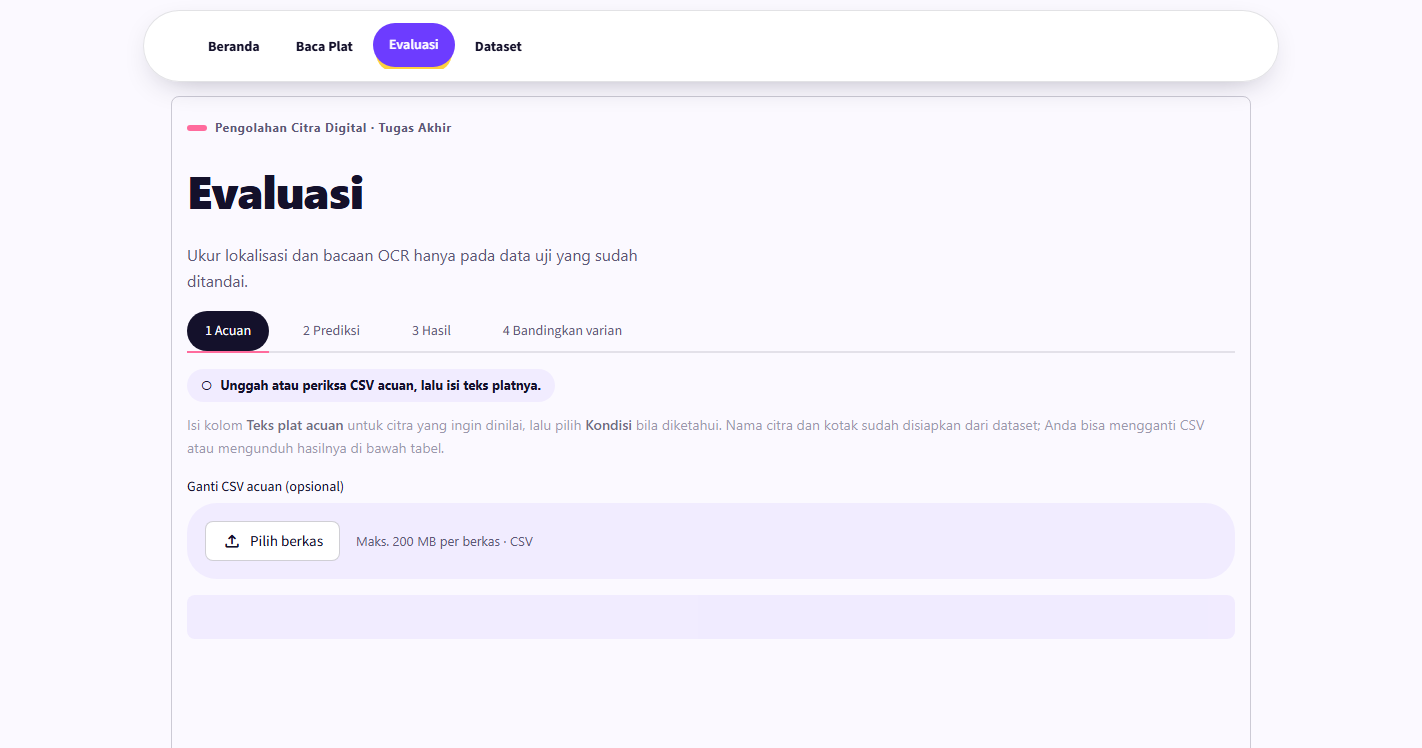 Beranda
Baca Plat
Evaluasi
Dataset
Pengolahan Citra Digital · Tugas Akhir
Evaluasi
Ukur lokalisasi dan bacaan OCR hanya pada data uji yang sudah
ditandai.
1 Acuan
2 Prediksi
3 Hasil
4 Bandingkan varian
Unggah atau periksa CSV acuan, lalu isi teks platnya.
Isi kolom Teks plat acuan untuk citra yang ingin dinilai, lalu pilih Kondisi bila diketahui. Nama citra dan kotak sudah disiapkan dari dataset; Anda bisa mengganti CSV
atau mengunduh hasilnya di bawah tabel.
Ganti CSV acuan (opsional)
Pilih berkas
Maks. 200 MB per berkas · CSV